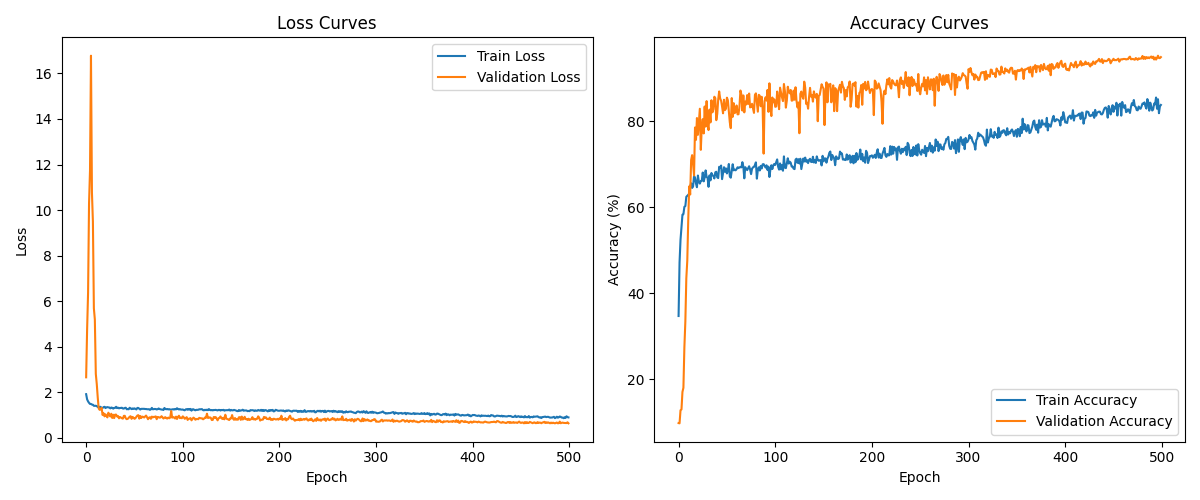 Loss Curves
Train Loss
Validation Loss
16
14
12
10
8
6
4
2
0
Loss
0
100
200
300
400
500
Epoch
Accuracy Curves
80
60
40
20
Accuracy (%)
Train Accuracy
Validation Accuracy
0
100
200
300
400
500
Epoch